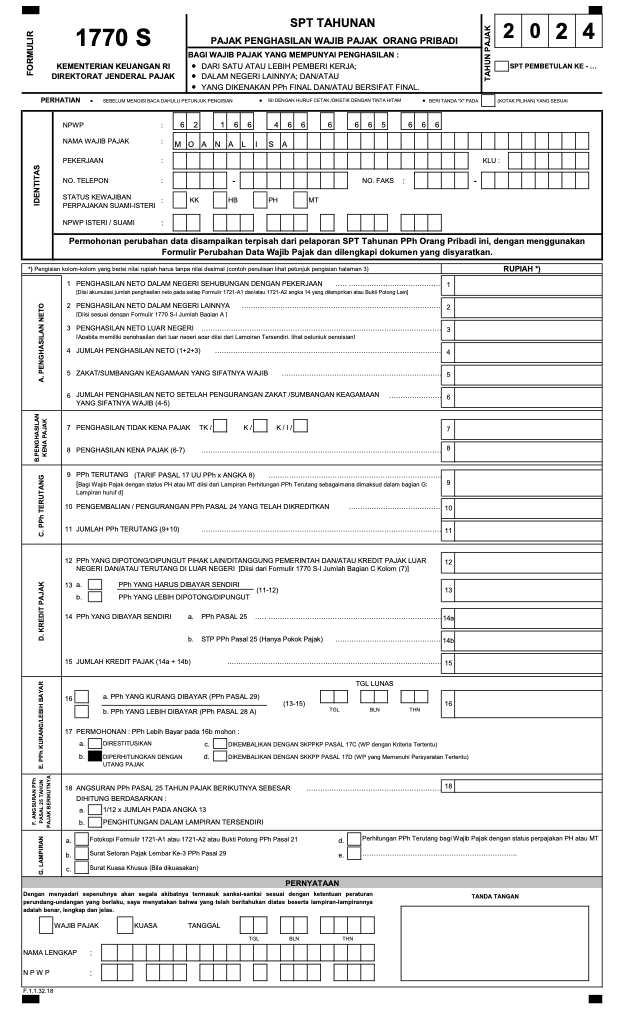 FORMULIR
1770 S
KEMENTERIAN KEUANGAN RI
DIREKTORAT JENDERAL PAJAK
SPT TAHUNAN
PAJAK PENGHASILAN WAJIB PAJAK ORANG PRIBADI
BAGI WAJIB PAJAK YANG MEMPUNYAI PENGHASILAN :
● DARI SATU ATAU LEBIH PEMBERI KERJA;
● DALAM NEGERI LAINNYA; DAN/ATAU
● YANG DIKENAKAN PPh FINAL DAN/ATAU BERSIFAT FINAL.
TAHUN PAJAK
2 0 2 4
SPT PEMBETULAN KE - ...
PERHATIAN • SEBELUM MENGISI BACA DAHULU PETUNJUK PENGISIAN • ISI DENGAN HURUF CETAK/DIKETIK DENGAN TINTA HITAM • BERI TANDA "X" PADA (KOTAK PILIHAN) YANG SESUAI
IDENTITAS
NPWP : 6 2 1 6 6 4 6 6 6 6 6 5 6 6 6
NAMA WAJIB PAJAK : M O A N A L I S A
PEKERJAAN : KLU :
NO. TELEPON : - NO. FAKS : -
STATUS KEWAJIBAN PERPAJAKAN SUAMI-ISTERI : KK HB PH MT
NPWP ISTERI / SUAMI :
Permohonan perubahan data disampaikan terpisah dari pelaporan SPT Tahunan PPh Orang Pribadi ini, dengan menggunakan
Formulir Perubahan Data Wajib Pajak dan dilengkapi dokumen yang disyaratkan.
*) Pengisian kolom-kolom yang berisi nilai rupiah harus tanpa nilai desimal (contoh penulisan lihat petunjuk pengisian halaman 3)
RUPIAH *)
A. PENGHASILAN NETO
1 PENGHASILAN NETO DALAM NEGERI SEHUBUNGAN DENGAN PEKERJAAN 1
[Diisi akumulasi jumlah penghasilan neto pada setiap Formulir 1721-A1 dan/atau 1721-A2 angka 14 yang dilampirkan atau Bukti Potong Lain]
2 PENGHASILAN NETO DALAM NEGERI LAINNYA 2
[Diisi sesuai dengan Formulir 1770 S-I Jumlah Bagian A ]
3 PENGHASILAN NETO LUAR NEGERI 3
4 JUMLAH PENGHASILAN NETO (1+2+3) 4
5 ZAKAT/SUMBANGAN KEAGAMAAN YANG SIFATNYA WAJIB 5
6 JUMLAH PENGHASILAN NETO SETELAH PENGURANGAN ZAKAT /SUMBANGAN KEAGAMAAN 6
YANG SIFATNYA WAJIB (4-5)
B.PENGHASILAN KENA PAJAK
7 PENGHASILAN TIDAK KENA PAJAK TK / K / K / I / 7
8 PENGHASILAN KENA PAJAK (6-7) 8
C. PPh TERUTANG
9 PPh TERUTANG (TARIF PASAL 17 UU PPh x ANGKA 8) 9
[Bagi Wajib Pajak dengan status PH atau MT diisi dari Lampiran Perhitungan PPh Terutang sebagaimana dimaksud dalam bagian G:
Lampiran huruf d]
10 PENGEMBALIAN / PENGURANGAN PPh PASAL 24 YANG TELAH DIKREDITKAN 10
11 JUMLAH PPh TERUTANG (9+10) 11
D. KREDIT PAJAK
12 PPh YANG DIPOTONG/DIPUNGUT PIHAK LAIN/DITANGGUNG PEMERINTAH DAN/ATAU KREDIT PAJAK LUAR 12
NEGERI DAN/ATAU TERUTANG DI LUAR NEGERI [Diisi dari Formulir 1770 S-I Jumlah Bagian C Kolom (7)]
13 a. PPh YANG HARUS DIBAYAR SENDIRI (11-12) 13
b. PPh YANG LEBIH DIPOTONG/DIPUNGUT
14 PPh YANG DIBAYAR SENDIRI a. PPh PASAL 25 14a
b. STP PPh Pasal 25 (Hanya Pokok Pajak) 14b
15 JUMLAH KREDIT PAJAK (14a + 14b) 15
E. PPh KURANG/LEBIH BAYAR
TGL LUNAS
16 a. PPh YANG KURANG DIBAYAR (PPh PASAL 29) (13-15) 16
b. PPh YANG LEBIH DIBAYAR (PPh PASAL 28 A)
TGL BLN THN
17 PERMOHONAN : PPh Lebih Bayar pada 16b mohon :
a. DIRESTITUSIKAN c. DIKEMBALIKAN DENGAN SKPPKP PASAL 17C (WP dengan Kriteria Tertentu)
b. DIPERHITUNGKAN DENGAN UTANG PAJAK d. DIKEMBALIKAN DENGAN SKKPP PASAL 17D (WP yang Memenuhi Persyaratan Tertentu)
F. ANGSURAN PPh PASAL 25 TAHUN PAJAK BERIKUTNYA
18 ANGSURAN PPh PASAL 25 TAHUN PAJAK BERIKUTNYA SEBESAR 18
DIHITUNG BERDASARKAN :
a. 1/12 x JUMLAH PADA ANGKA 13
b. PENGHITUNGAN DALAM LAMPIRAN TERSENDIRI
G. LAMPIRAN
a. Fotokopi Formulir 1721-A1 atau 1721-A2 atau Bukti Potong PPh Pasal 21 d. Perhitungan PPh Terutang bagi Wajib Pajak dengan status perpajakan PH atau MT
b. Surat Setoran Pajak Lembar Ke-3 PPh Pasal 29 e.
c. Surat Kuasa Khusus (Bila dikuasakan)
PERNYATAAN
Dengan menyadari sepenuhnya akan segala akibatnya termasuk sanksi-sanksi sesuai dengan ketentuan peraturan
perundang-undangan yang berlaku, saya menyatakan bahwa yang telah beritahukan diatas beserta lampiran-lampirannya
adalah benar, lengkap dan jelas.
TANDA TANGAN
WAJIB PAJAK KUASA TANGGAL
TGL BLN THN
NAMA LENGKAP :
N P W P :
F.1.1.32.18